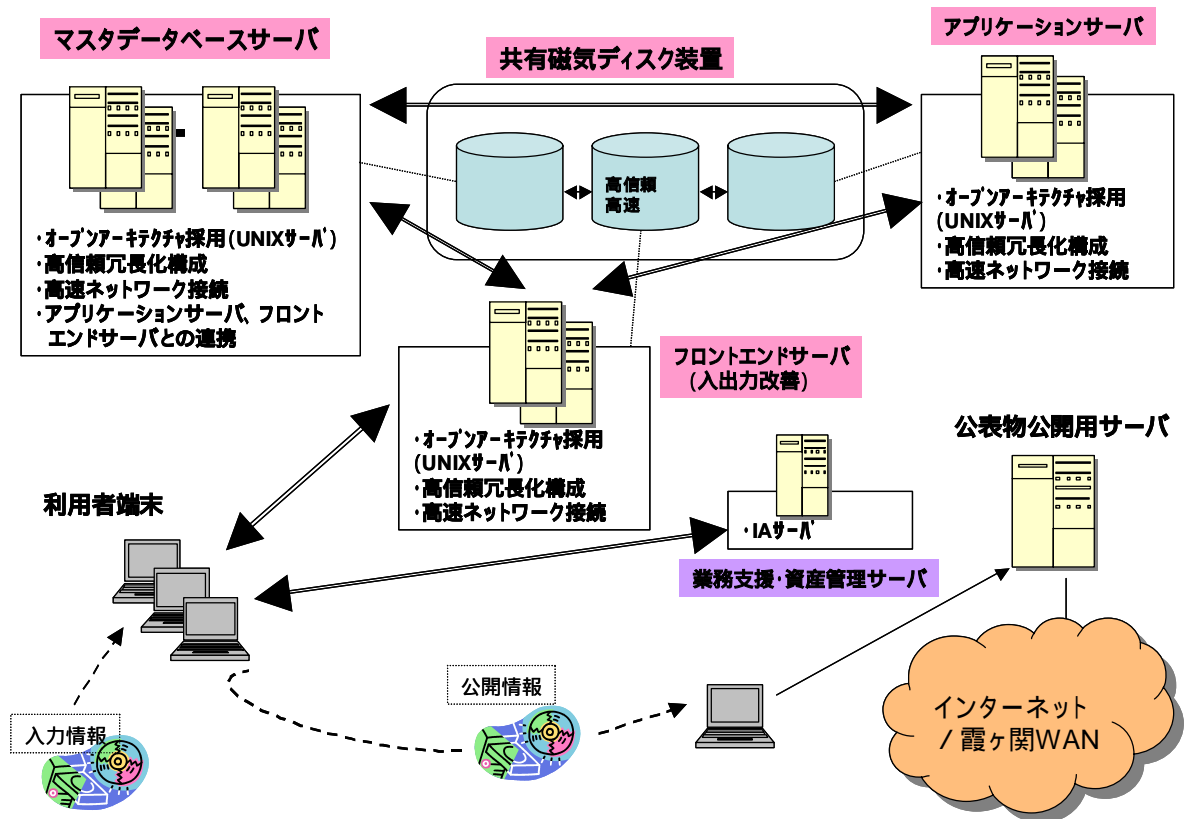 マスタデータベースサーバ
共有磁気ディスク装置
アプリケーションサーバ
高信頼
高速
・オープンアーキテクチャ採用(UNIXサーバ)
・高信頼冗長化構成
・高速ネットワーク接続
・アプリケーションサーバ、フロント
エンドサーバとの連携
・オープンアーキテクチャ採用
(UNIXサーバ)
・高信頼冗長化構成
・高速ネットワーク接続
フロントエンドサーバ
(入出力改善)
・オープンアーキテクチャ採用
(UNIXサーバ)
・高信頼冗長化構成
・高速ネットワーク接続
公表物公開用サーバ
利用者端末
・IAサーバ
業務支援・資産管理サーバ
公開情報
入力情報
インターネット
/霞ヶ関WAN